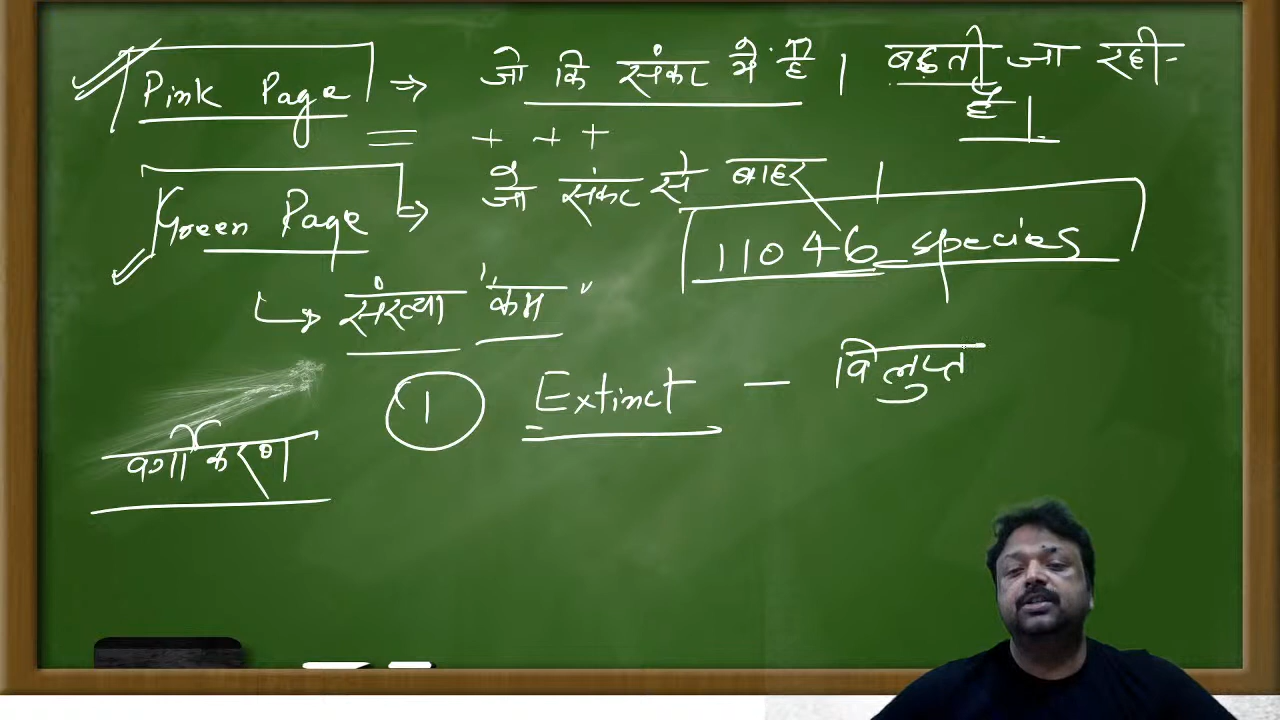 Pink Page ⇒ जो कि संकट में है। बढ़ती जा रही
है।
+ + +
Green Page → जो संकट से बाहर।
11046 species
↳ संख्या "कम"
① Extinct — विलुप्त
वर्गीकरण